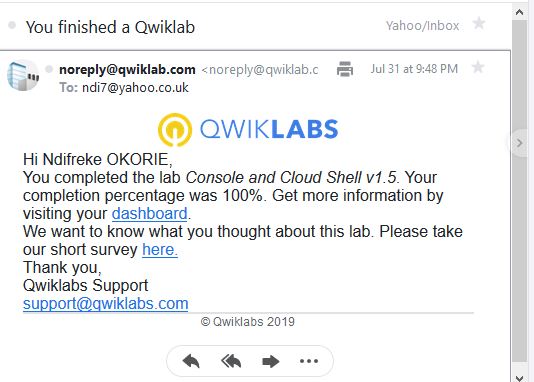 You finished a Qwiklab
Yahoo/Inbox
noreply@qwiklab.com <noreply@qwiklab.c
Jul 31 at 9:48 PM
To: ndi7@yahoo.co.uk
QWIKLABS
Hi Ndifreke OKORIE,
You completed the lab Console and Cloud Shell v1.5. Your
completion percentage was 100%. Get more information by
visiting your dashboard.
We want to know what you thought about this lab. Please take
our short survey here.
Thank you,
Qwiklabs Support
support@qwiklabs.com
© Qwiklabs 2019